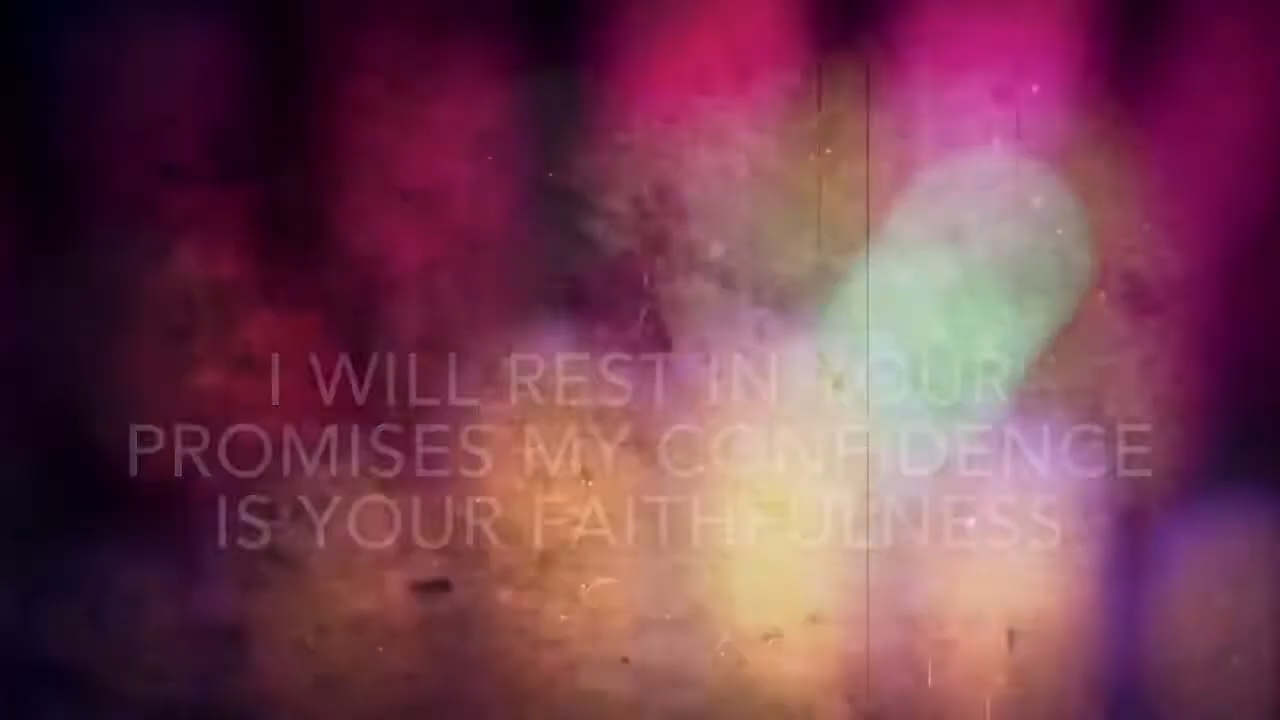 I WILL REST IN YOUR
PROMISES MY CONFIDENCE
IS YOUR FAITHFULNESS